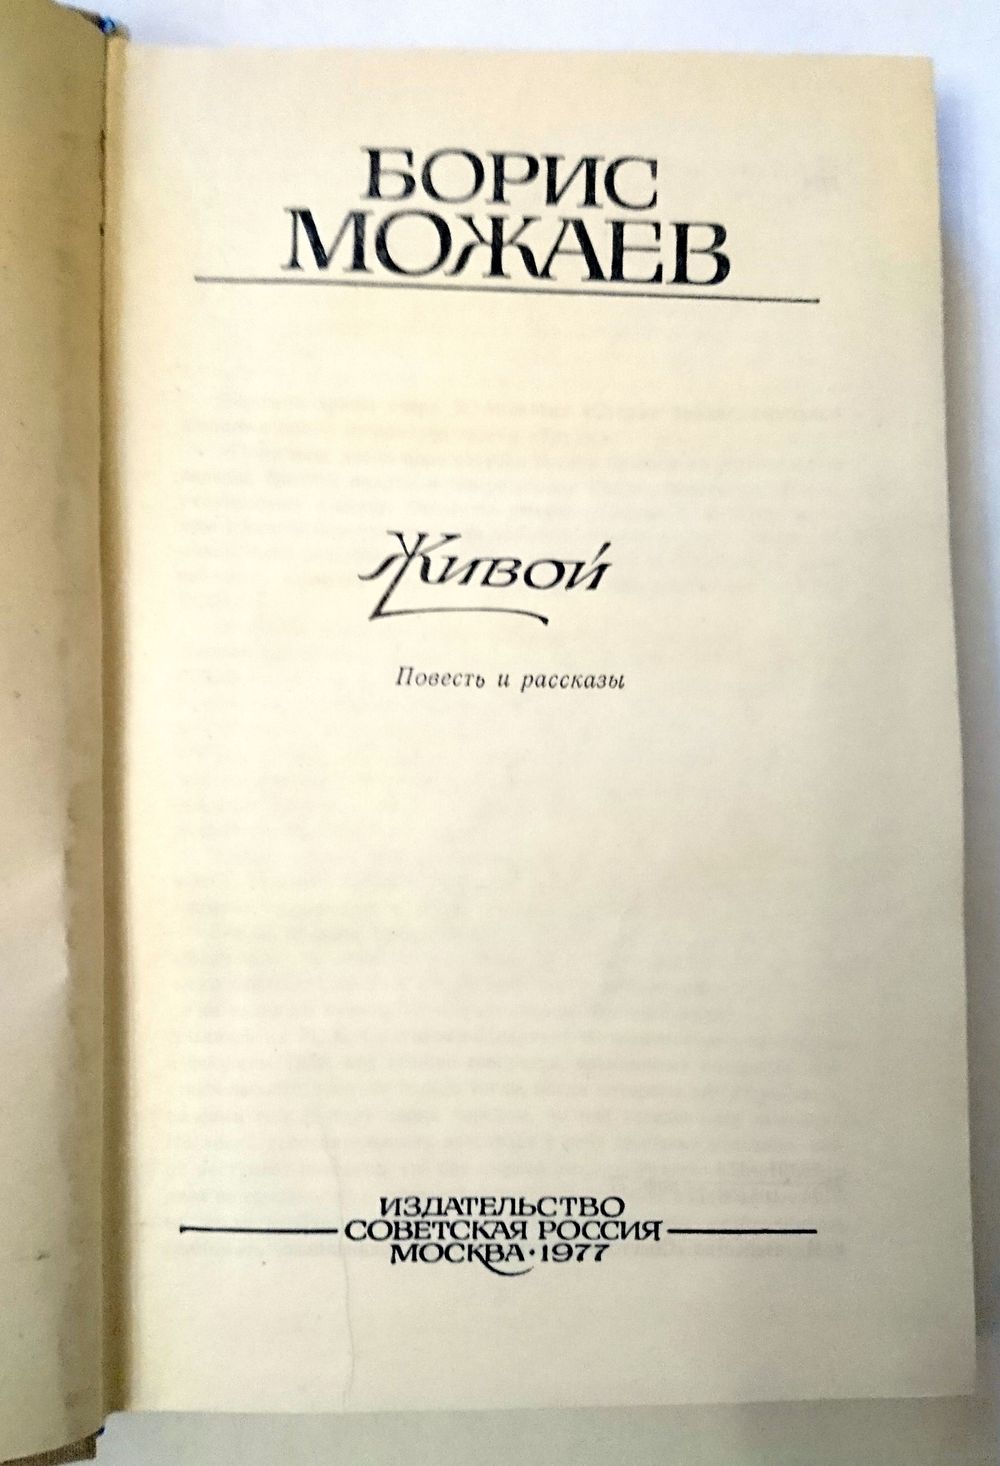 БОРИС
МОЖАЕВ
Живой
Повесть и рассказы
ИЗДАТЕЛЬСТВО
СОВЕТСКАЯ РОССИЯ
МОСКВА·1977